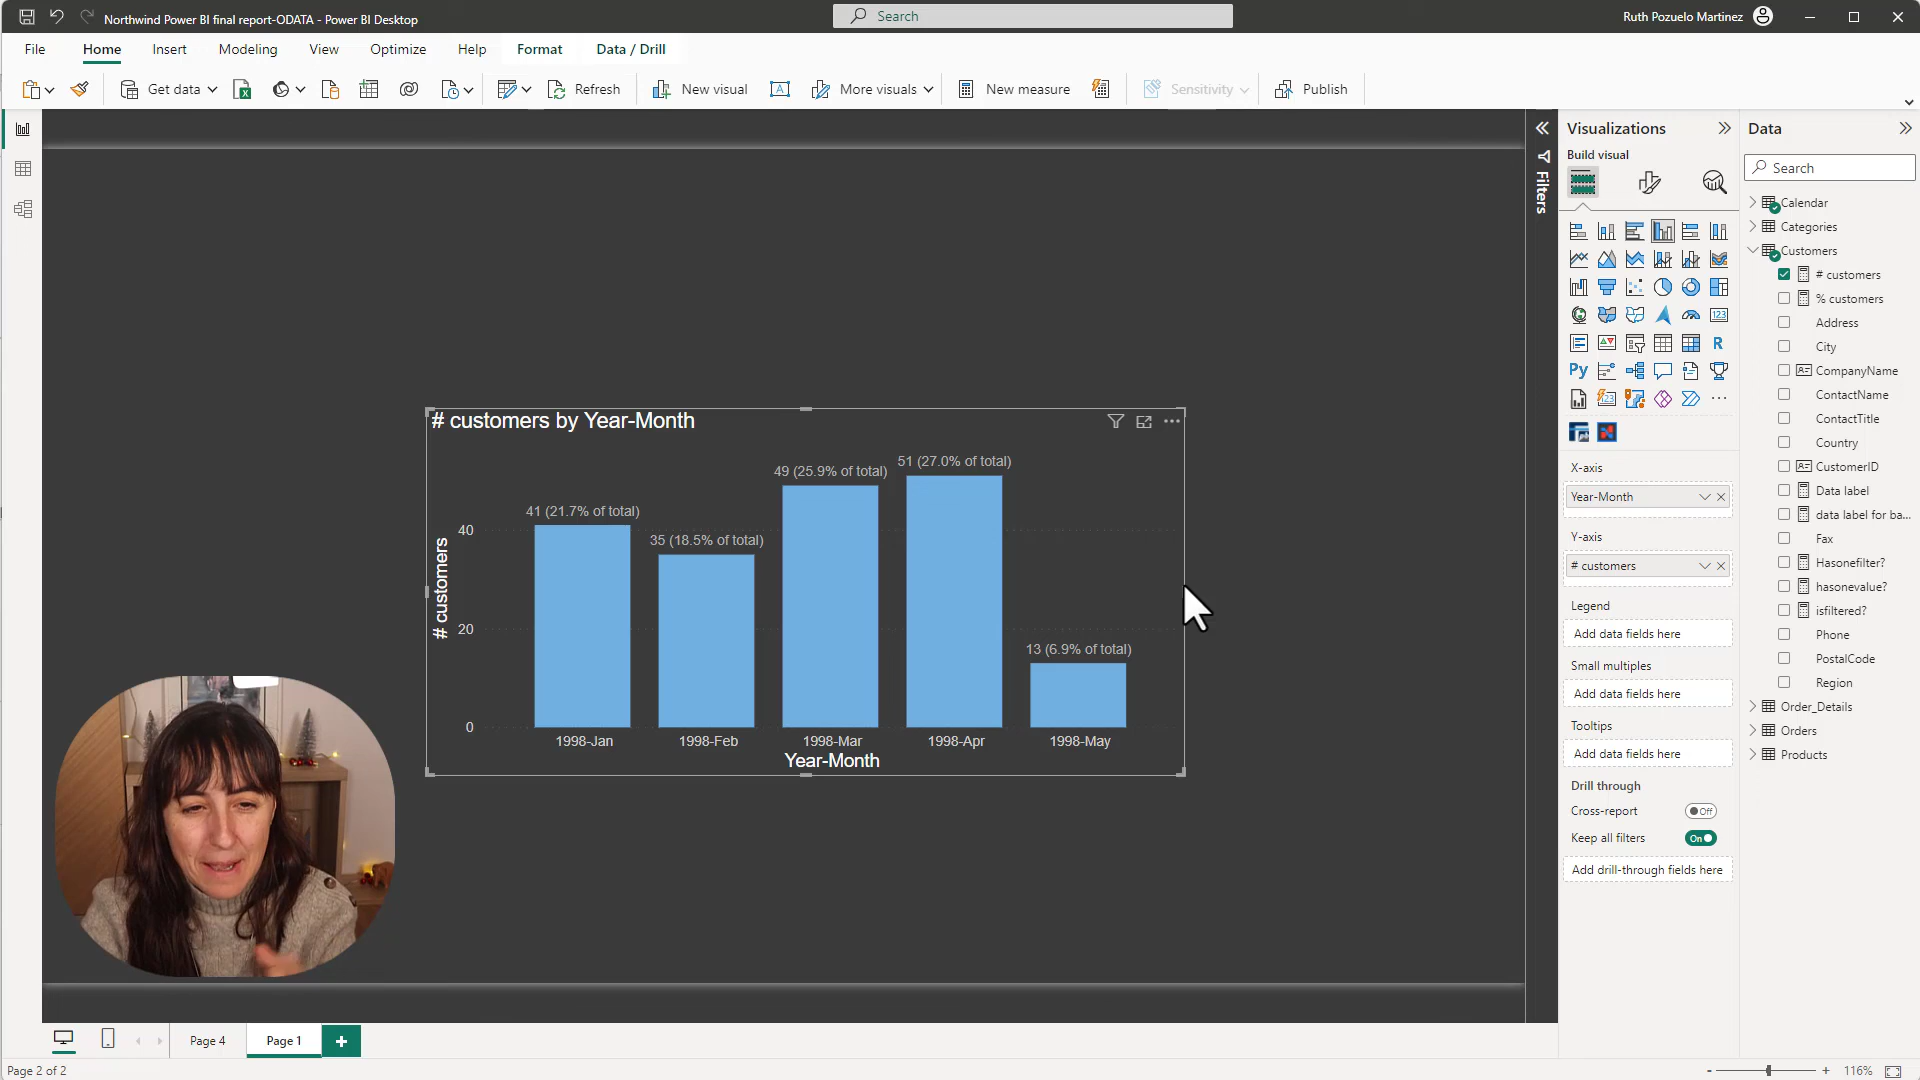 Northwind Power BI final report-ODATA - Power BI Desktop
Search
Ruth Pozuelo Martinez
File
Home
Insert
Modeling
View
Optimize
Help
Format
Data / Drill
Get data
Refresh
New visual
More visuals
New measure
Sensitivity
Publish
# customers by Year-Month
# customers
40
20
0
41 (21.7% of total)
35 (18.5% of total)
49 (25.9% of total)
51 (27.0% of total)
13 (6.9% of total)
1998-Jan
1998-Feb
1998-Mar
1998-Apr
1998-May
Year-Month
Filters
Visualizations
Build visual
123
R
Py
123
X-axis
Year-Month
Y-axis
# customers
Legend
Add data fields here
Small multiples
Add data fields here
Tooltips
Add data fields here
Drill through
Cross-report
Off
Keep all filters
On
Add drill-through fields here
Data
Search
Calendar
Categories
Customers
# customers
% customers
Address
City
CompanyName
ContactName
ContactTitle
Country
CustomerID
Data label
data label for ba...
Fax
Hasonefilter?
hasonevalue?
isfiltered?
Phone
PostalCode
Region
Order_Details
Orders
Products
Page 4
Page 1
Page 2 of 2
- + 116%